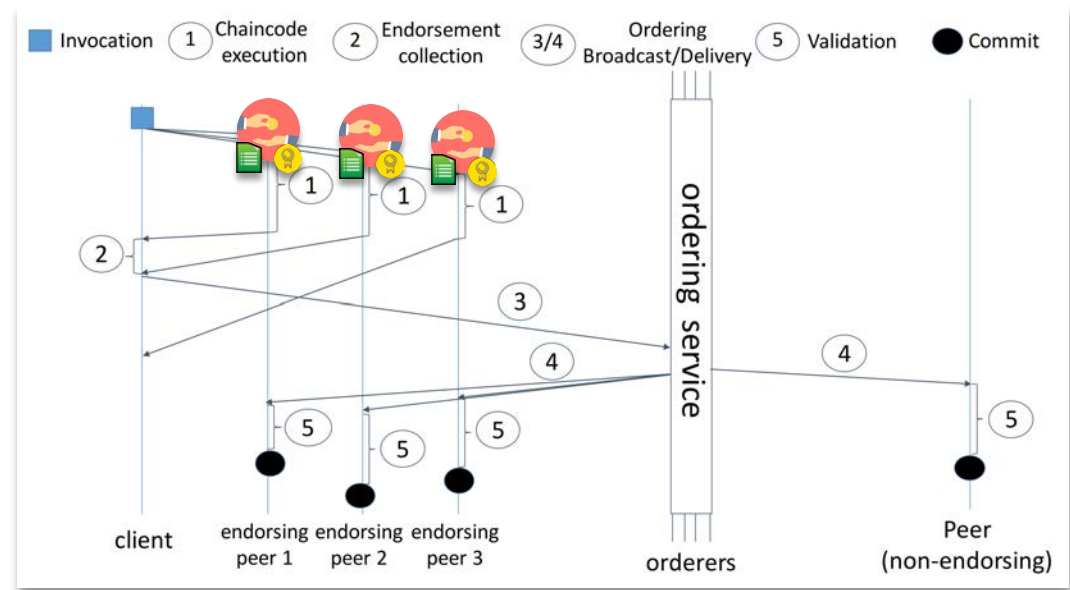 Invocation
1
Chaincode
execution
2
Endorsement
collection
3/4
Ordering
Broadcast/Delivery
5
Validation
Commit
1
1
1
2
3
4
4
5
5
5
5
ordering service
client
endorsing
peer 1
endorsing
peer 2
endorsing
peer 3
orderers
Peer
(non-endorsing)